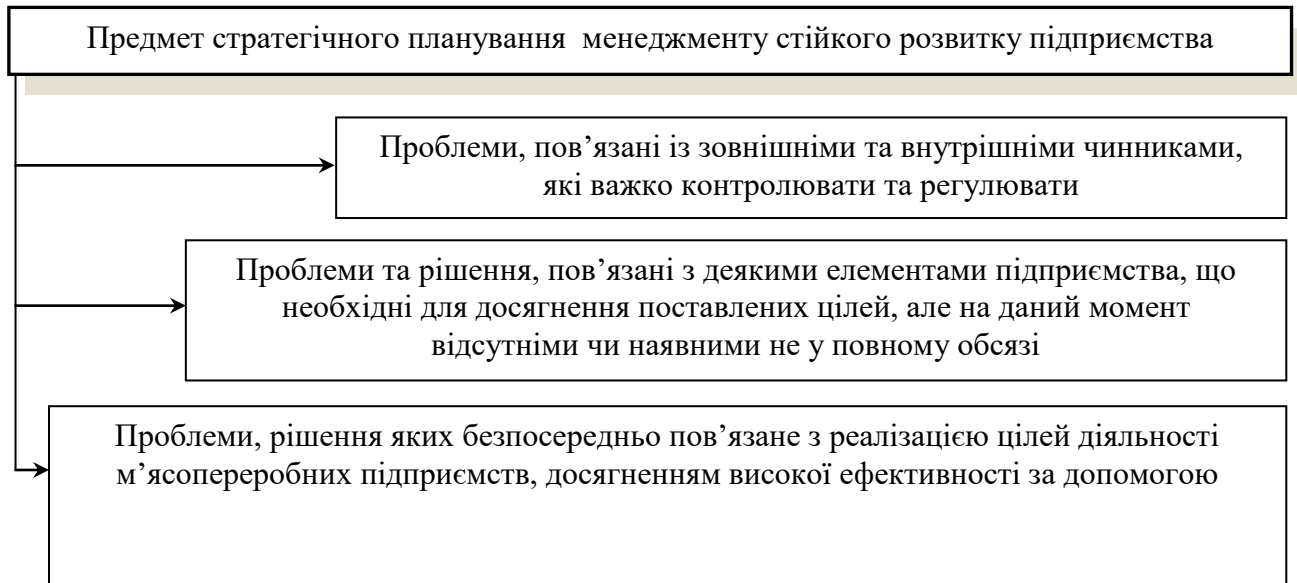 Предмет стратегічного планування менеджменту стійкого розвитку підприємства
Проблеми, пов’язані із зовнішніми та внутрішніми чинниками,
які важко контролювати та регулювати
Проблеми та рішення, пов’язані з деякими елементами підприємства, що
необхідні для досягнення поставлених цілей, але на даний момент
відсутніми чи наявними не у повному обсязі
Проблеми, рішення яких безпосередньо пов’язане з реалізацією цілей діяльності
м’ясопереробних підприємств, досягненням високої ефективності за допомогою